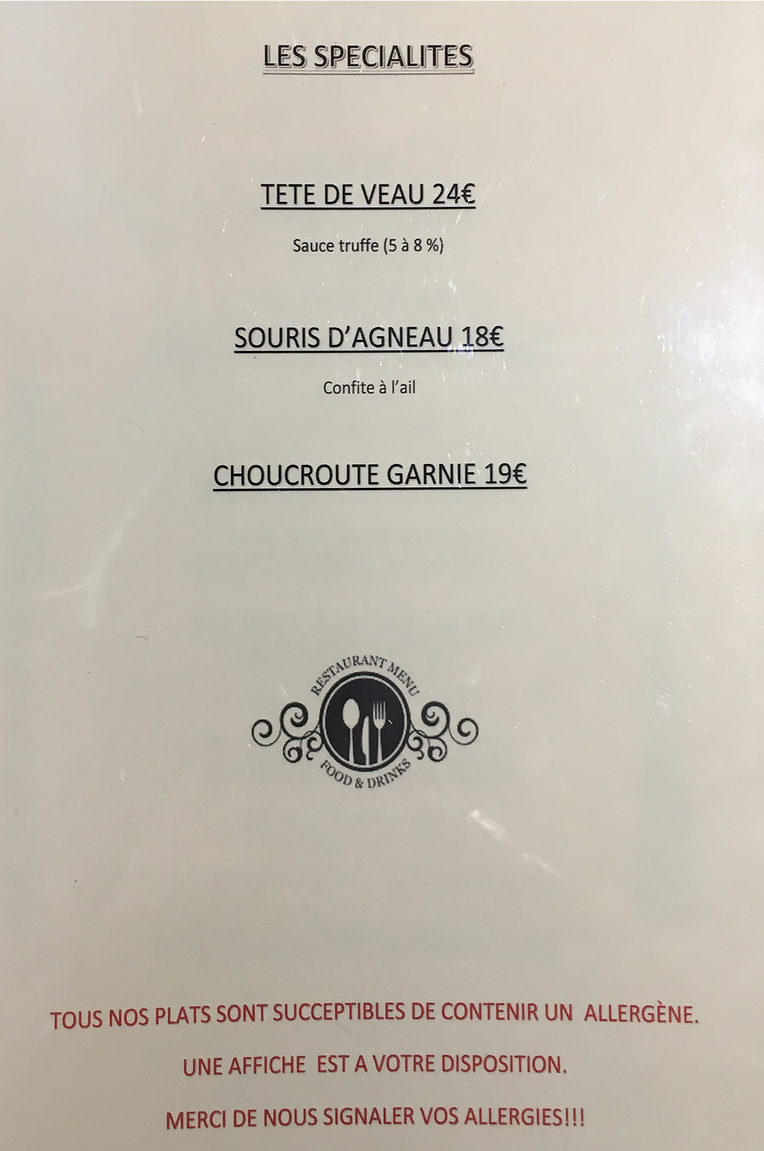 LES SPECIALITES
TETE DE VEAU 24€
Sauce truffe (5 à 8 %)
SOURIS D'AGNEAU 18€
Confite à l'ail
CHOUCROUTE GARNIE 19€
RESTAURANT MENU
FOOD & DRINKS
TOUS NOS PLATS SONT SUCCEPTIBLES DE CONTENIR UN ALLERGÈNE.
UNE AFFICHE EST A VOTRE DISPOSITION.
MERCI DE NOUS SIGNALER VOS ALLERGIES!!!